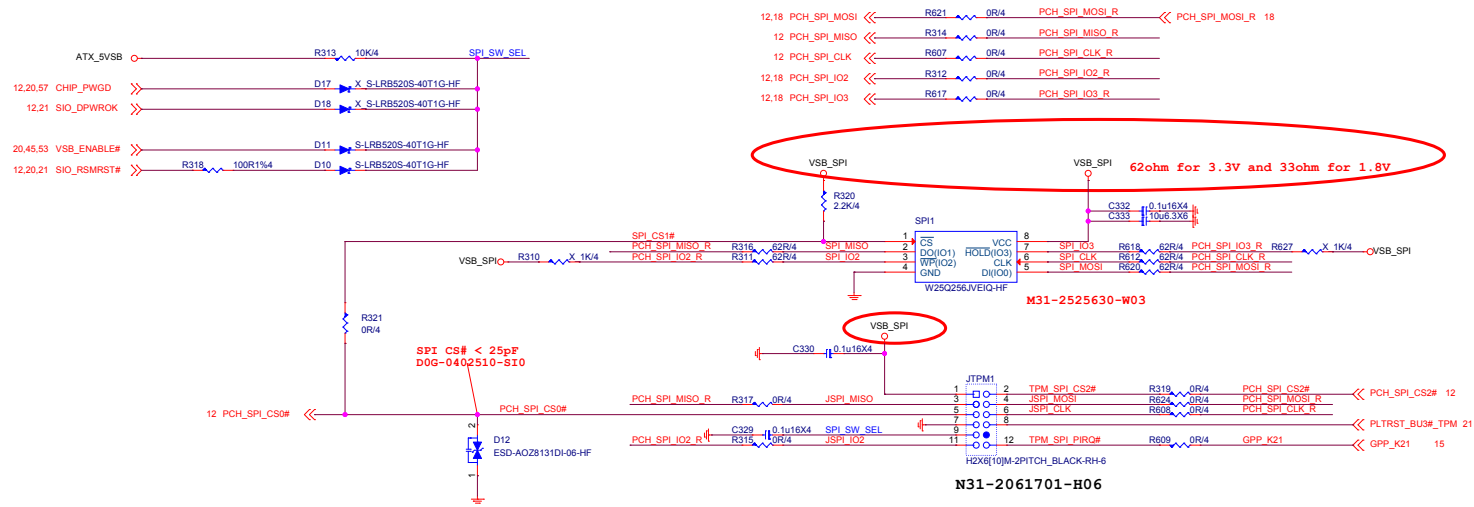 12,18 PCH_SPI_MOSI R621 0R/4 PCH_SPI_MOSI_R PCH_SPI_MOSI_R 18
12 PCH_SPI_MISO R314 0R/4 PCH_SPI_MISO_R
12 PCH_SPI_CLK R607 0R/4 PCH_SPI_CLK_R
12,18 PCH_SPI_IO2 R312 0R/4 PCH_SPI_IO2_R
12,18 PCH_SPI_IO3 R617 0R/4 PCH_SPI_IO3_R
ATX_5VSB R313 10K/4 SPI_SW_SEL
12,20,57 CHIP_PWGD D17 X_S-LRB520S-40T1G-HF
12,21 SIO_DPWROK D18 X_S-LRB520S-40T1G-HF
20,45,53 VSB_ENABLE# D11 S-LRB520S-40T1G-HF
12,20,21 SIO_RSMRST# R318 100R1%4 D10 S-LRB520S-40T1G-HF
VSB_SPI VSB_SPI
62ohm for 3.3V and 33ohm for 1.8V
R320
2.2K/4
C332 0.1u16X4
C333 10u6.3X6
SPI1
SPI_CS1# 1 CS VCC 8
PCH_SPI_MISO_R R316 62R/4 SPI_MISO 2 DO(IO1) HOLD(IO3) 7 SPI_IO3 R618 62R/4 PCH_SPI_IO3_R R627 X_1K/4 VSB_SPI
VSB_SPI R310 X_1K/4 PCH_SPI_IO2_R R311 62R/4 SPI_IO2 3 WP(IO2) CLK 6 SPI_CLK R612 62R/4 PCH_SPI_CLK_R
4 GND DI(IO0) 5 SPI_MOSI R620 62R/4 PCH_SPI_MOSI_R
W25Q256JVEIQ-HF
M31-2525630-W03
R321
0R/4
VSB_SPI
SPI CS# < 25pF
D0G-0402510-SI0
C330 0.1u16X4
JTPM1
1 2 TPM_SPI_CS2# R319 0R/4 PCH_SPI_CS2# PCH_SPI_CS2# 12
PCH_SPI_MISO_R R317 0R/4 JSPI_MISO 3 4 JSPI_MOSI R624 0R/4 PCH_SPI_MOSI_R
12 PCH_SPI_CS0# PCH_SPI_CS0# 5 6 JSPI_CLK R608 0R/4 PCH_SPI_CLK_R
7 8 PLTRST_BU3#_TPM 21
C329 0.1u16X4 SPI_SW_SEL 9
PCH_SPI_IO2_R R315 0R/4 JSPI_IO2 11 12 TPM_SPI_PIRQ# R609 0R/4 GPP_K21 GPP_K21 15
2
D12
ESD-AOZ8131DI-06-HF
1
H2X6[10]M-2PITCH_BLACK-RH-6
N31-2061701-H06